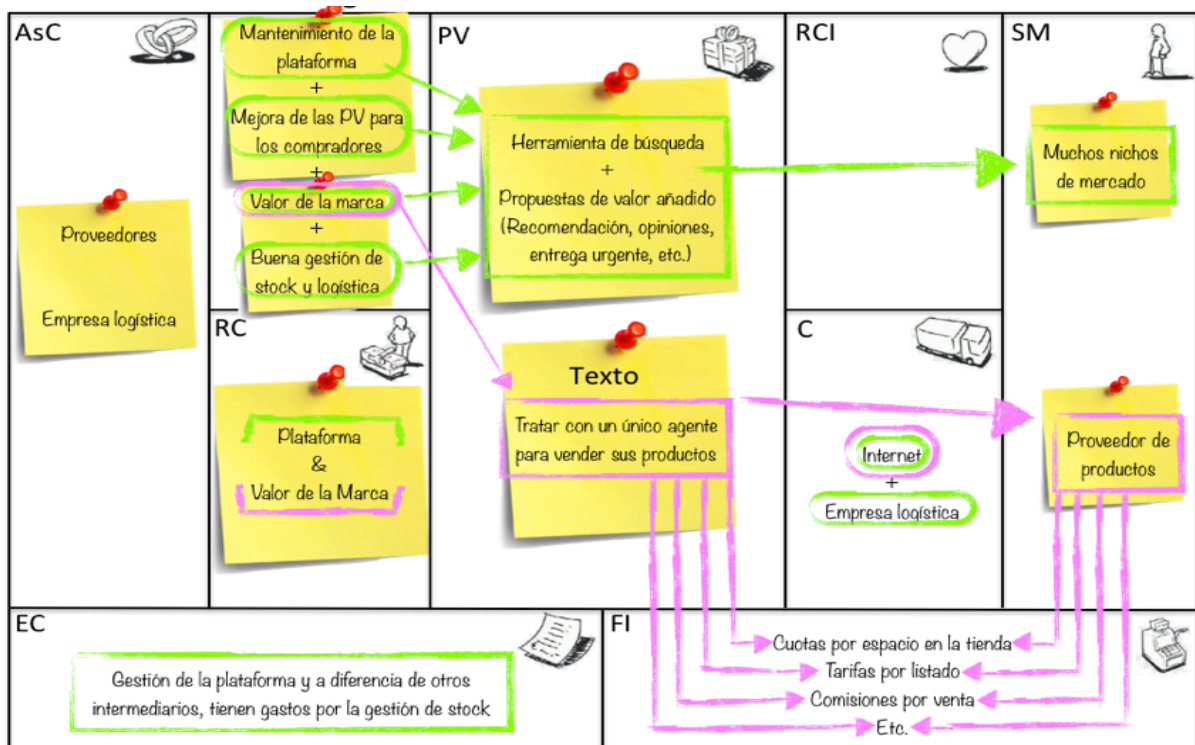 AsC
Proveedores
Empresa logística
Mantenimiento de la
plataforma
+
Mejora de las PV para
los compradores
+
Valor de la marca
+
Buena gestión de
stock y logística
RC
Plataforma
&
Valor de la Marca
PV
Herramienta de búsqueda
+
Propuestas de valor añadido
(Recomendación, opiniones,
entrega urgente, etc.)
Texto
Tratar con un único agente
para vender sus productos
RCI
C
Internet
+
Empresa logística
SM
Muchos nichos
de mercado
Proveedor de
productos
EC
Gestión de la plataforma y a diferencia de otros
intermediarios, tienen gastos por la gestión de stock
FI
Cuotas por espacio en la tienda
Tarifas por listado
Comisiones por venta
Etc.